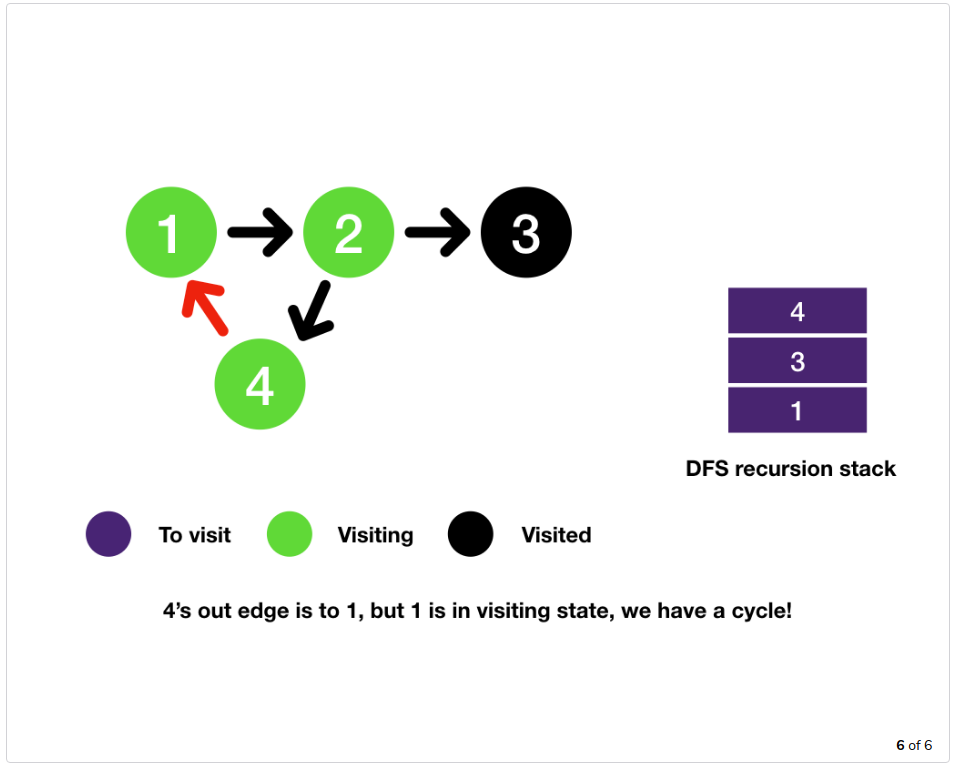 1
2
3
4
4
3
1
DFS recursion stack
To visit
Visiting
Visited
4's out edge is to 1, but 1 is in visiting state, we have a cycle!
6 of 6